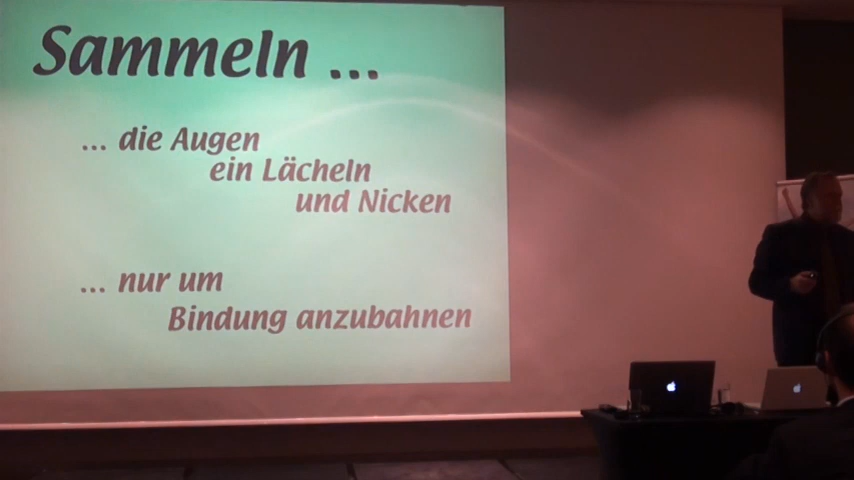 Sammeln ...
... die Augen
ein Lächeln
und Nicken
... nur um
Bindung anzubahnen